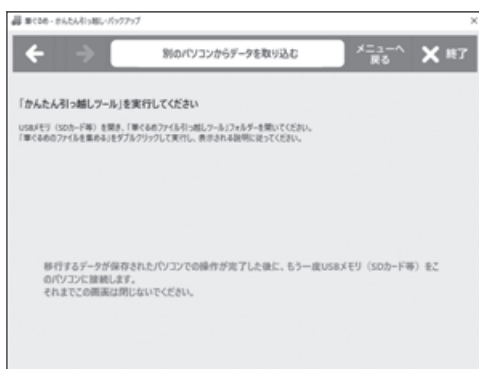 筆ぐるめ - かんたん引っ越し・バックアップ
別のパソコンからデータを取り込む
メニューへ
戻る
終了
「かんたん引っ越しツール」を実行してください
USBメモリ（SDカード等）を開き、「筆ぐるめファイル引っ越しツール」フォルダーを開いてください。
「筆ぐるめのファイルを集める」をダブルクリックして実行し、表示される説明に従ってください。
移行するデータが保存されたパソコンでの操作が完了した後に、もう一度USBメモリ（SDカード等）をこ
のパソコンに接続します。
それまでこの画面は閉じないでください。